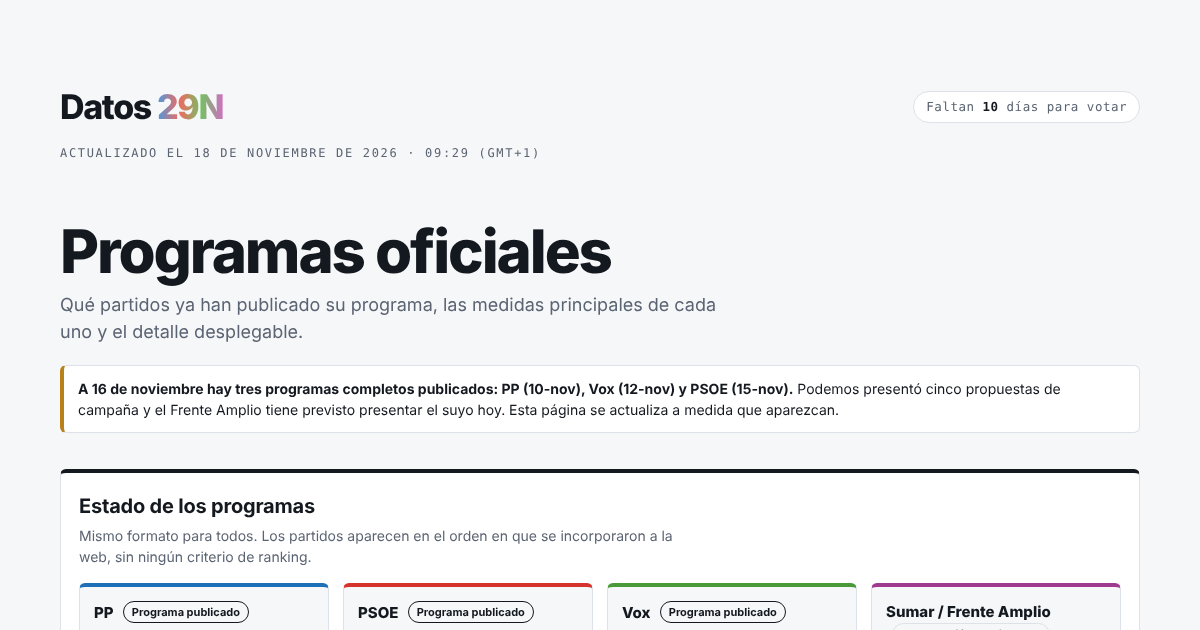 Datos 29N
Faltan 10 días para votar
ACTUALIZADO EL 18 DE NOVIEMBRE DE 2026 · 09:29 (GMT+1)
Programas oficiales
Qué partidos ya han publicado su programa, las medidas principales de cada
uno y el detalle desplegable.
A 16 de noviembre hay tres programas completos publicados: PP (10-nov), Vox (12-nov) y PSOE (15-nov). Podemos presentó cinco propuestas de
campaña y el Frente Amplio tiene previsto presentar el suyo hoy. Esta página se actualiza a medida que aparezcan.
Estado de los programas
Mismo formato para todos. Los partidos aparecen en el orden en que se incorporaron a la
web, sin ningún criterio de ranking.
PP Programa publicado
PSOE Programa publicado
Vox Programa publicado
Sumar / Frente Amplio